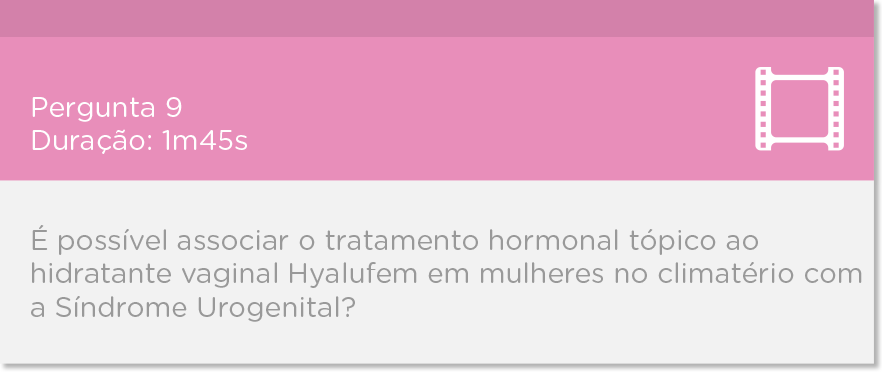 Pergunta 9
Duração: 1m45s
É possível associar o tratamento hormonal tópico ao
hidratante vaginal Hyalufem em mulheres no climatério com
a Síndrome Urogenital?